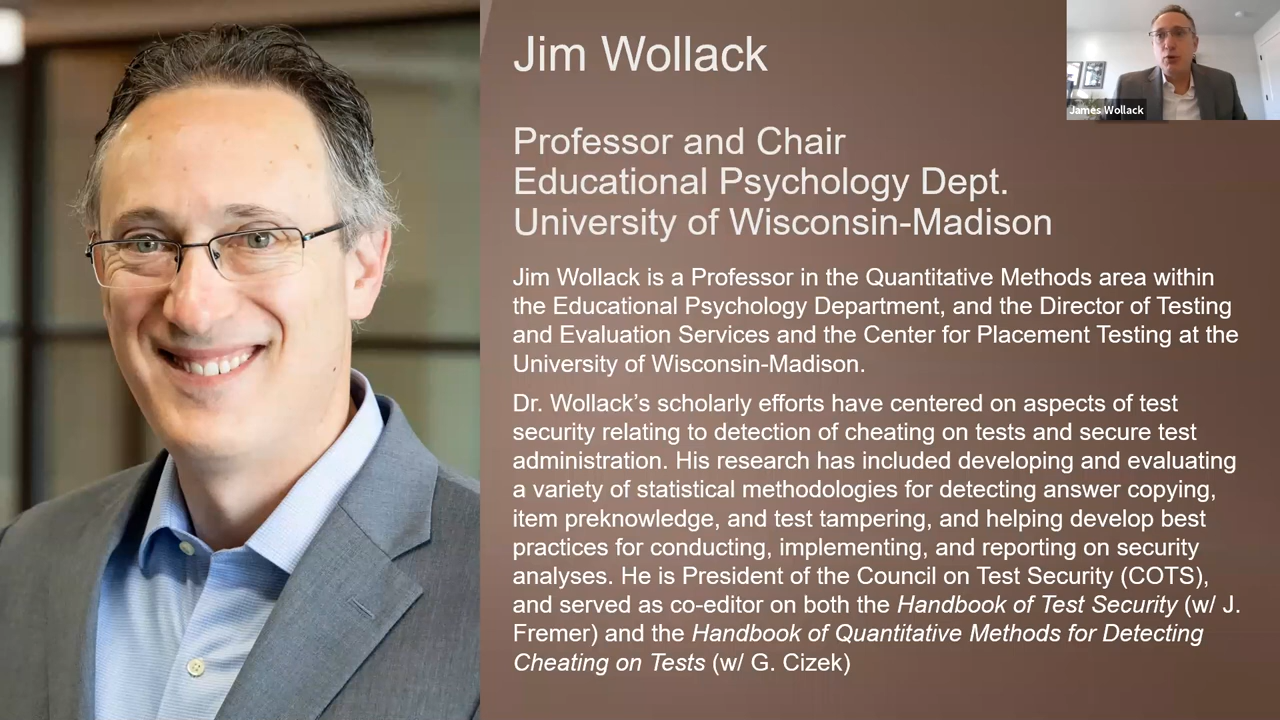 Jim Wollack
James Wollack
Professor and Chair
Educational Psychology Dept.
University of Wisconsin-Madison
Jim Wollack is a Professor in the Quantitative Methods area within
the Educational Psychology Department, and the Director of Testing
and Evaluation Services and the Center for Placement Testing at the
University of Wisconsin-Madison.
Dr. Wollack’s scholarly efforts have centered on aspects of test
security relating to detection of cheating on tests and secure test
administration. His research has included developing and evaluating
a variety of statistical methodologies for detecting answer copying,
item preknowledge, and test tampering, and helping develop best
practices for conducting, implementing, and reporting on security
analyses. He is President of the Council on Test Security (COTS),
and served as co-editor on both the Handbook of Test Security (w/ J.
Fremer) and the Handbook of Quantitative Methods for Detecting
Cheating on Tests (w/ G. Cizek)